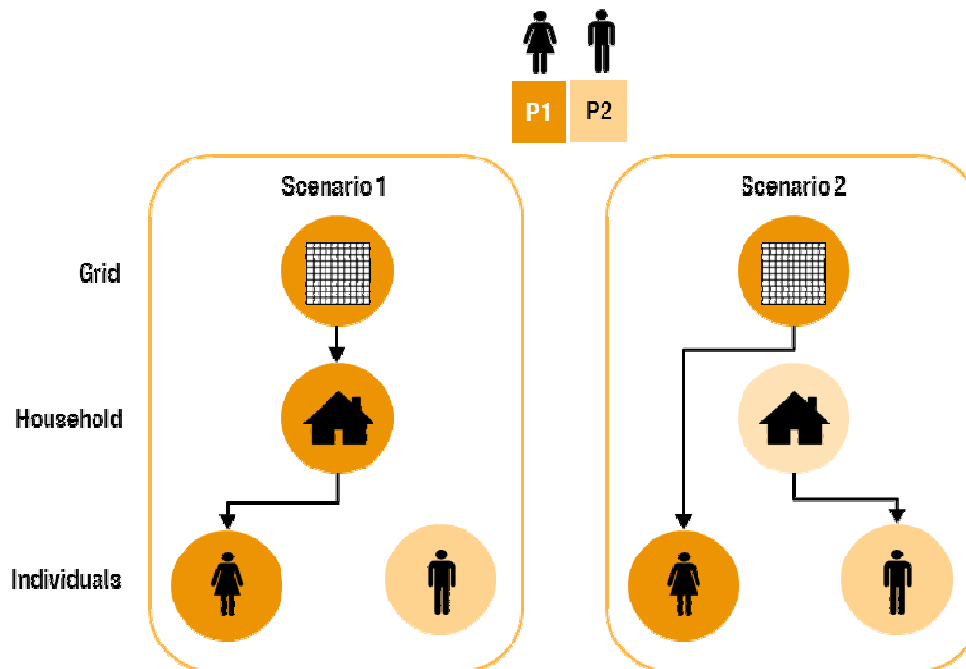 P1 P2
Scenario 1
Scenario 2
Grid
Household
Individuals